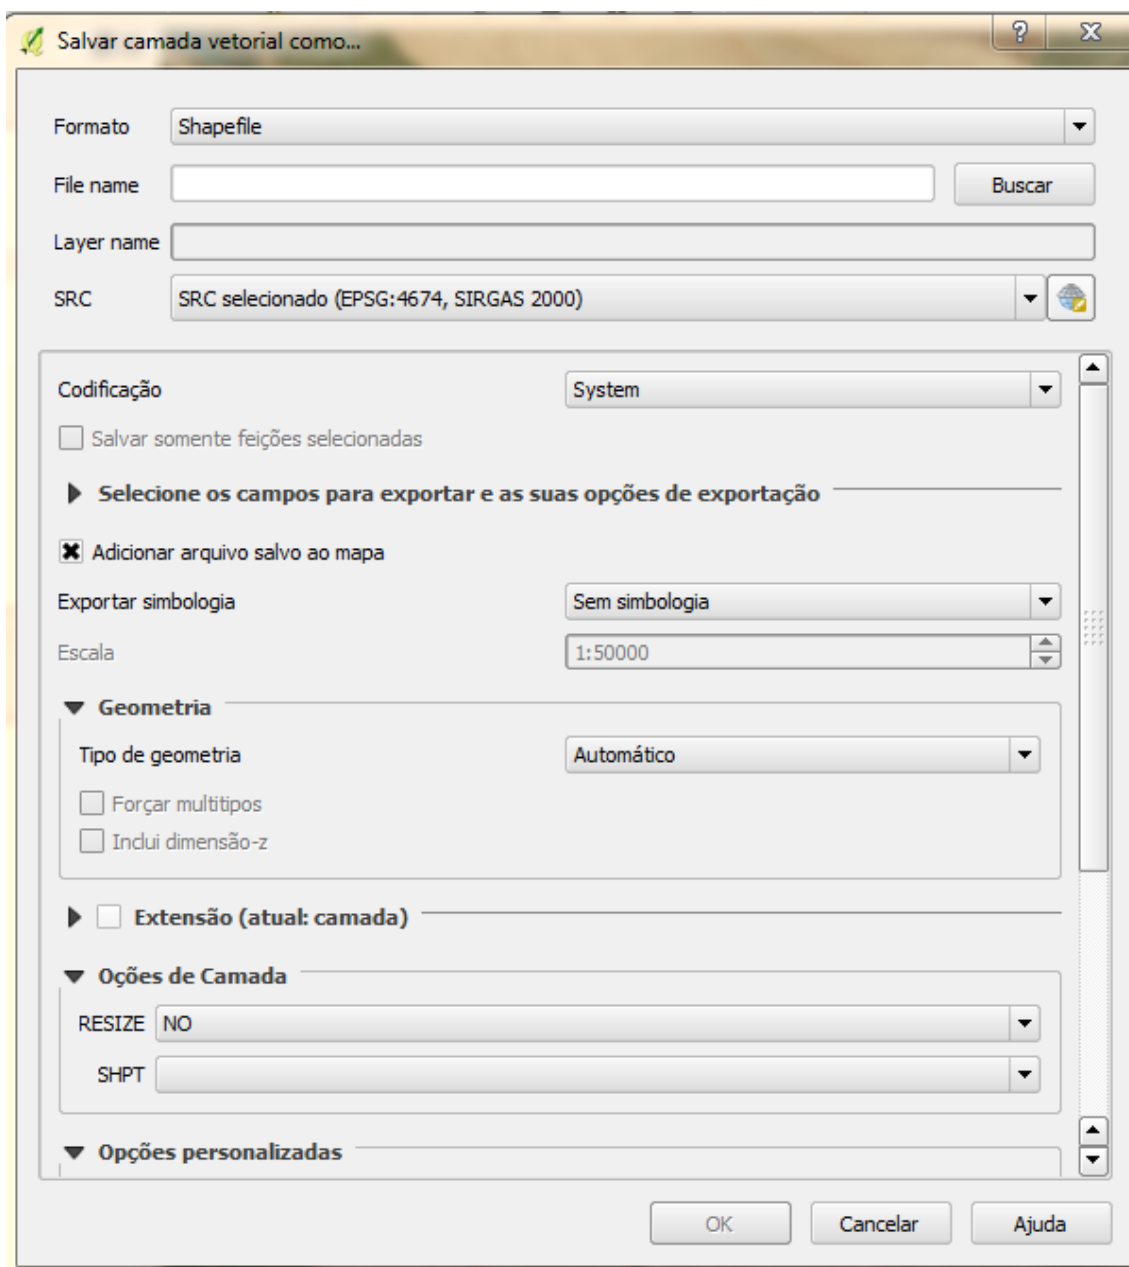 Salvar camada vetorial como...
Formato Shapefile
File name Buscar
Layer name
SRC SRC selecionado (EPSG:4674, SIRGAS 2000)
Codificação System
Salvar somente feições selecionadas
Selecione os campos para exportar e as suas opções de exportação
Adicionar arquivo salvo ao mapa
Exportar simbologia Sem simbologia
Escala 1:50000
Geometria
Tipo de geometria Automático
Forçar multitipos
Inclui dimensão-z
Extensão (atual: camada)
Oções de Camada
RESIZE NO
SHPT
Opções personalizadas
OK Cancelar Ajuda